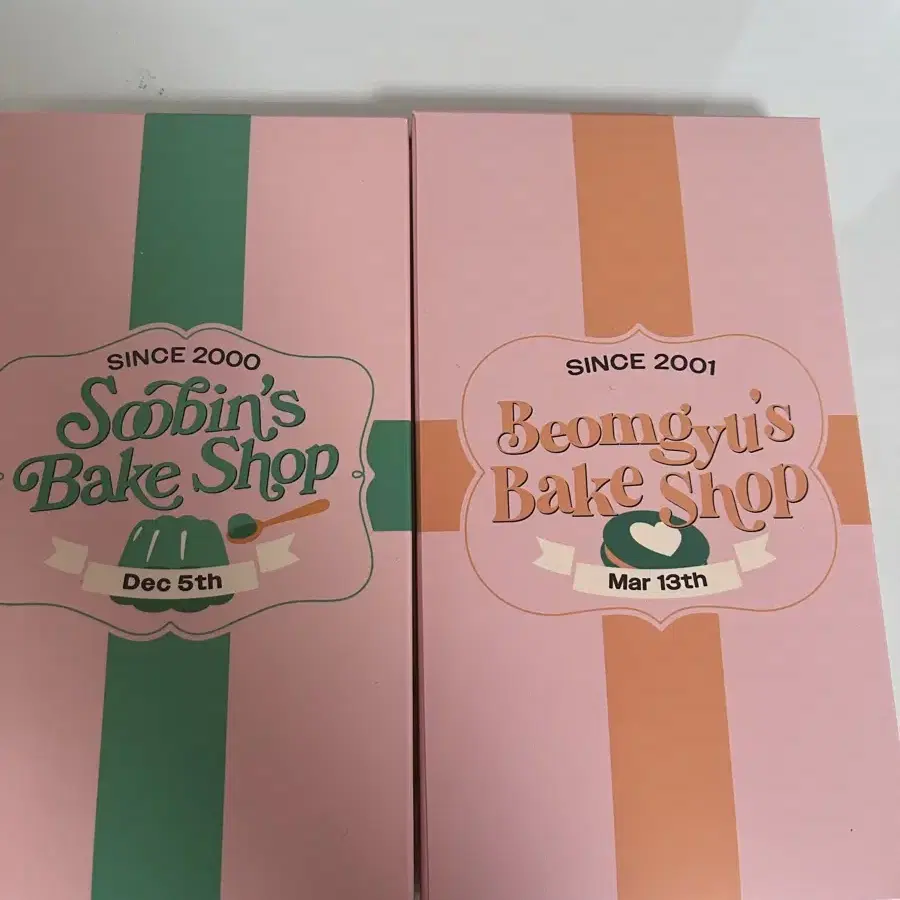 SINCE 2000
Soobin's
Bake Shop
Dec 5th
SINCE 2001
Beomgyu's
Bake Shop
Mar 13th